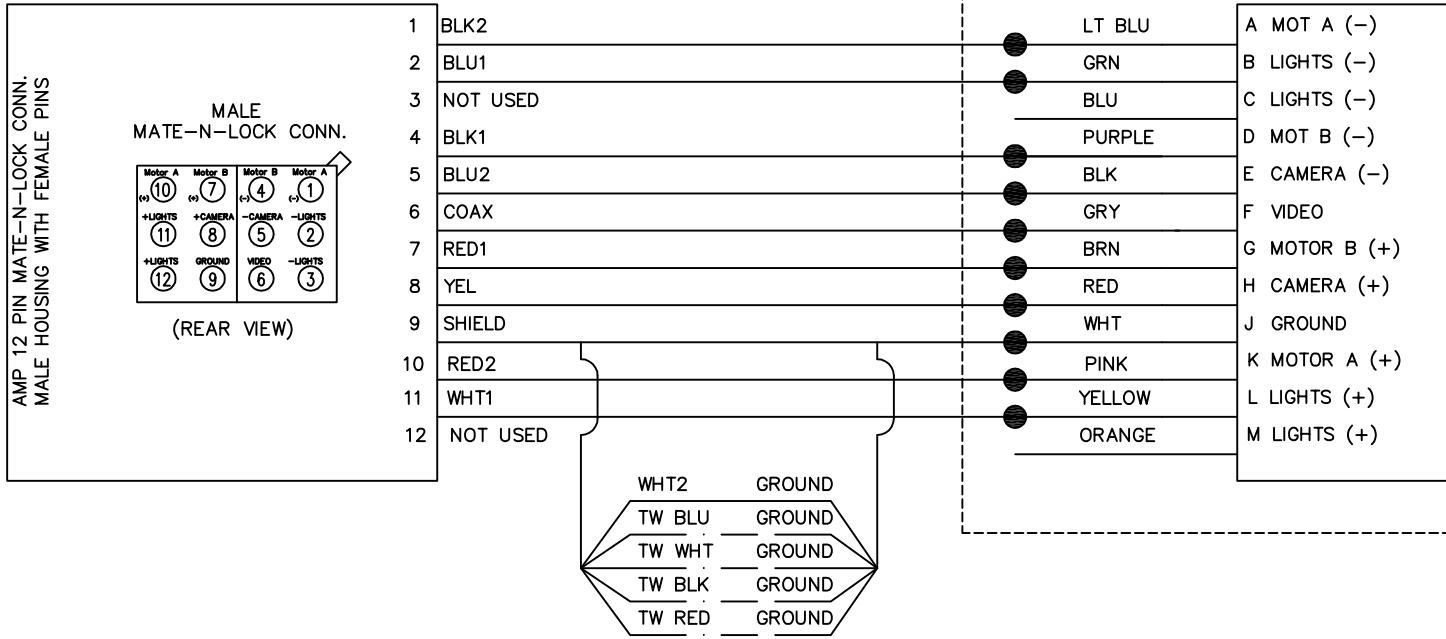 AMP 12 PIN MATE-N-LOCK CONN.
MALE HOUSING WITH FEMALE PINS
MALE
MATE-N-LOCK CONN.
Motor A Motor B Motor B Motor A
(+) 10 (+) 7 (-) 4 (-) 1
+LIGHTS +CAMERA -CAMERA -LIGHTS
11 8 5 2
+LIGHTS GROUND VIDEO -LIGHTS
12 9 6 3
(REAR VIEW)
1 BLK2 LT BLU A MOT A (-)
2 BLU1 GRN B LIGHTS (-)
3 NOT USED BLU C LIGHTS (-)
4 BLK1 PURPLE D MOT B (-)
5 BLU2 BLK E CAMERA (-)
6 COAX GRY F VIDEO
7 RED1 BRN G MOTOR B (+)
8 YEL RED H CAMERA (+)
9 SHIELD WHT J GROUND
10 RED2 PINK K MOTOR A (+)
11 WHT1 YELLOW L LIGHTS (+)
12 NOT USED ORANGE M LIGHTS (+)
WHT2 GROUND
TW BLU GROUND
TW WHT GROUND
TW BLK GROUND
TW RED GROUND